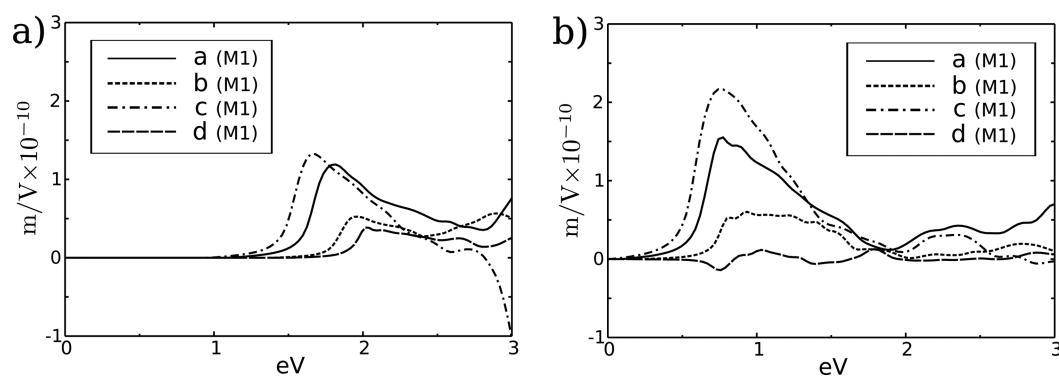 a)
3
2
1
0
-1
m/V×10⁻¹⁰
a (M1)
b (M1)
c (M1)
d (M1)
0 1 2 3
eV
b)
3
2
1
0
-1
m/V×10⁻¹⁰
a (M1)
b (M1)
c (M1)
d (M1)
0 1 2 3
eV